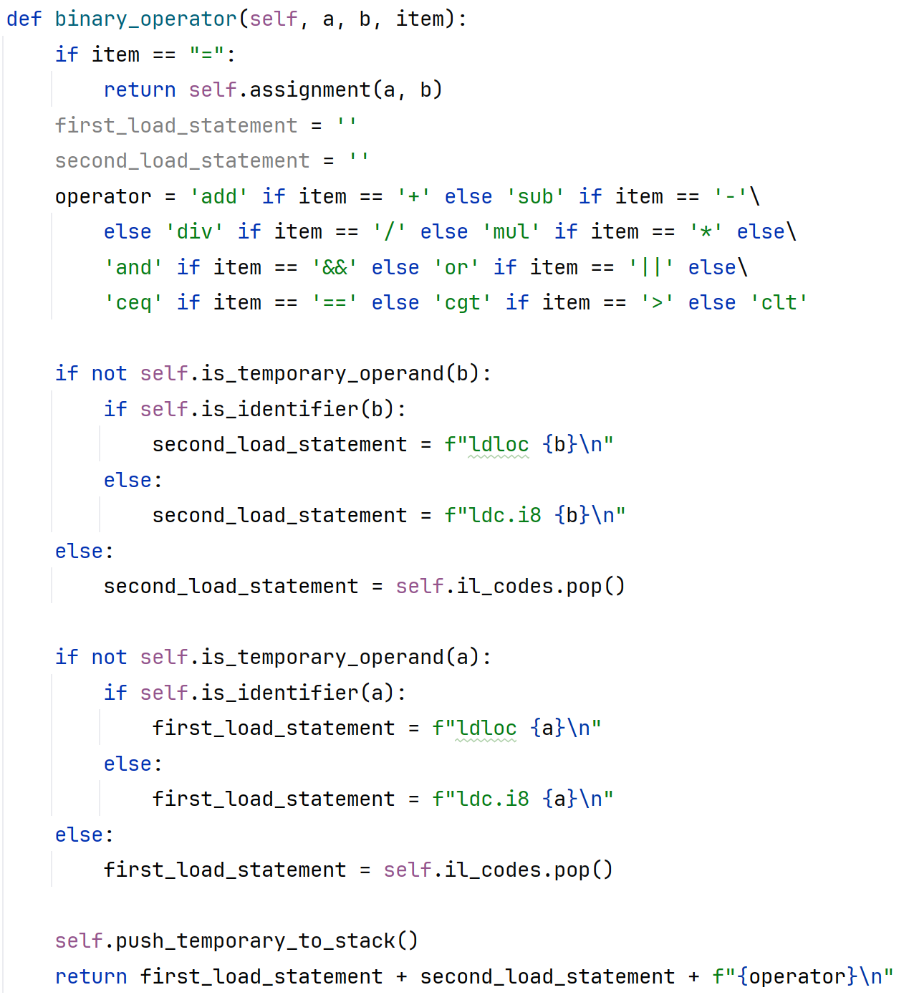 def binary_operator(self, a, b, item):
    if item == "=":
        return self.assignment(a, b)
    first_load_statement = ''
    second_load_statement = ''
    operator = 'add' if item == '+' else 'sub' if item == '-'\
        else 'div' if item == '/' else 'mul' if item == '*' else\
        'and' if item == '&&' else 'or' if item == '||' else\
        'ceq' if item == '==' else 'cgt' if item == '>' else 'clt'

    if not self.is_temporary_operand(b):
        if self.is_identifier(b):
            second_load_statement = f"ldloc {b}\n"
        else:
            second_load_statement = f"ldc.i8 {b}\n"
    else:
        second_load_statement = self.il_codes.pop()

    if not self.is_temporary_operand(a):
        if self.is_identifier(a):
            first_load_statement = f"ldloc {a}\n"
        else:
            first_load_statement = f"ldc.i8 {a}\n"
    else:
        first_load_statement = self.il_codes.pop()

    self.push_temporary_to_stack()
    return first_load_statement + second_load_statement + f"{operator}\n"